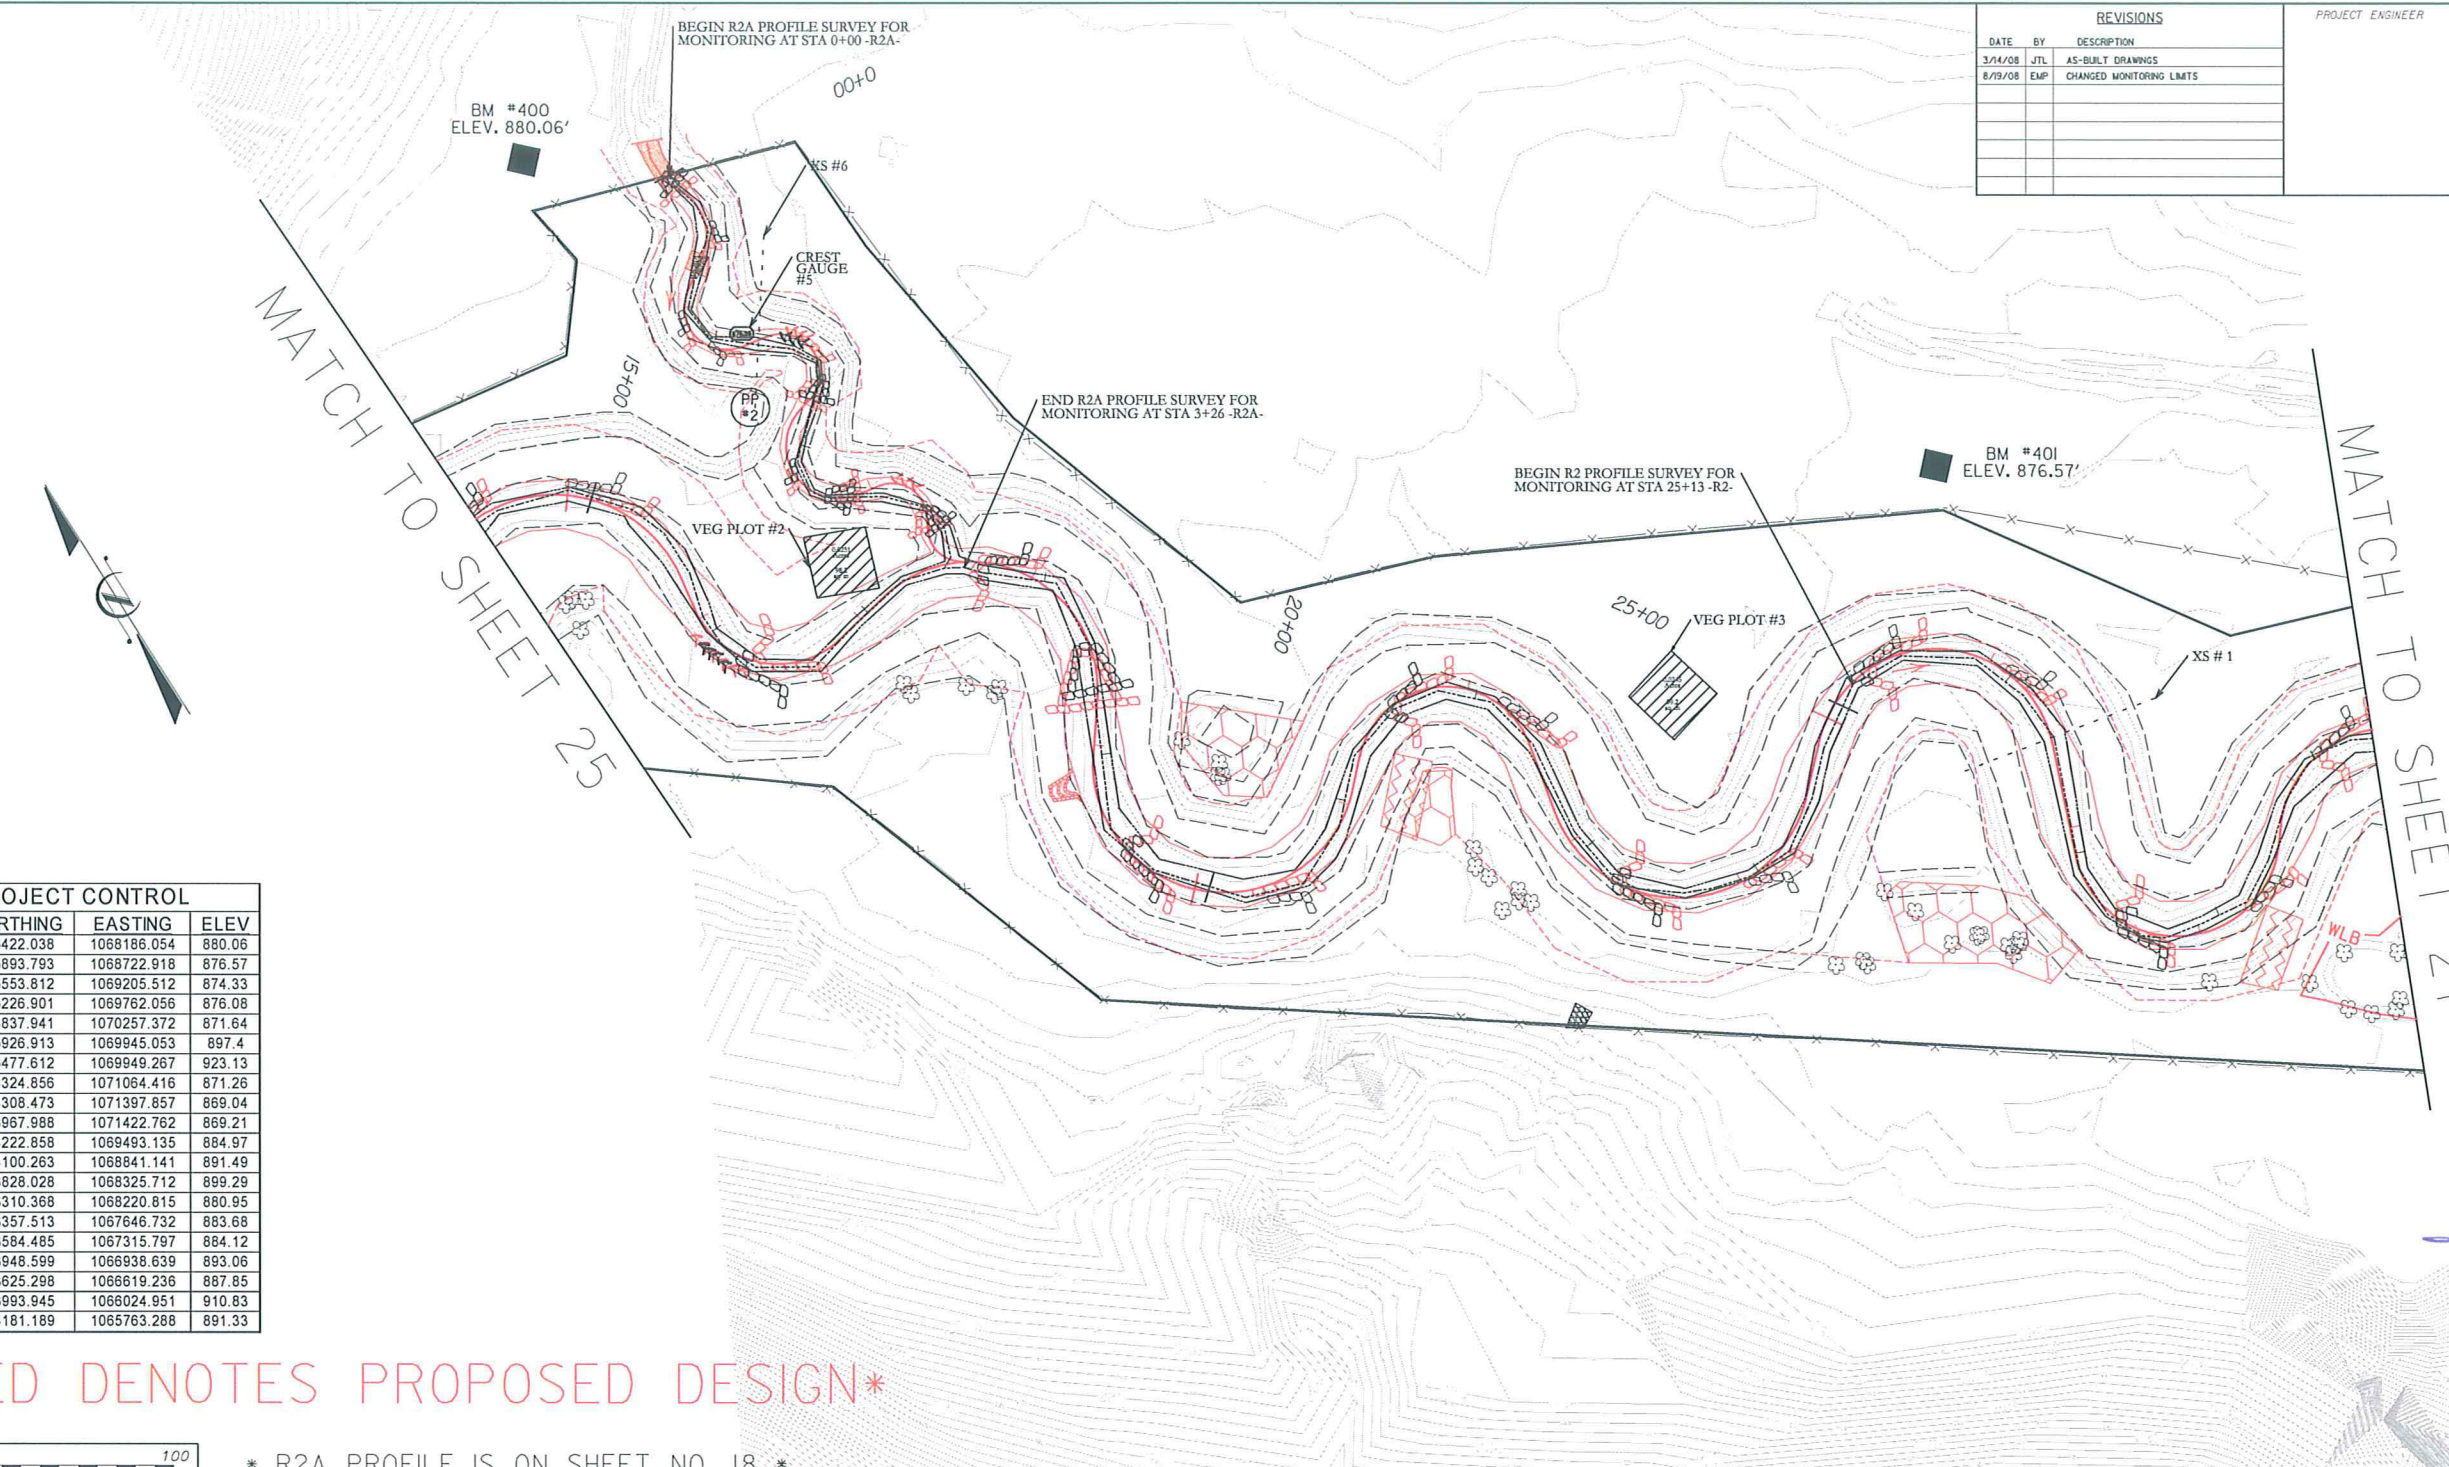 REVISIONS
DATE BY DESCRIPTION
3/14/08 JTL AS-BUILT DRAWINGS
8/19/08 EMP CHANGED MONITORING LIMITS
PROJECT ENGINEER
BEGIN R2A PROFILE SURVEY FOR
MONITORING AT STA 0+00 -R2A-
0+00
BM #400
ELEV. 880.06'
XS #6
CREST
GAUGE
#5
15+00
PP
#2
END R2A PROFILE SURVEY FOR
MONITORING AT STA 3+26 -R2A-
MATCH TO SHEET 25
VEG PLOT #2
20+00
BEGIN R2 PROFILE SURVEY FOR
MONITORING AT STA 25+13 -R2-
BM #401
ELEV. 876.57'
25+00
VEG PLOT #3
XS # 1
MATCH TO SHEET
WLB
OJECT CONTROL
RTHING EASTING ELEV
422.038 1068186.054 880.06
893.793 1068722.918 876.57
553.812 1069205.512 874.33
226.901 1069762.056 876.08
837.941 1070257.372 871.64
926.913 1069945.053 897.4
477.612 1069949.267 923.13
324.856 1071064.416 871.26
308.473 1071397.857 869.04
967.988 1071422.762 869.21
222.858 1069493.135 884.97
100.263 1068841.141 891.49
828.028 1068325.712 899.29
310.368 1068220.815 880.95
357.513 1067646.732 883.68
584.485 1067315.797 884.12
948.599 1066938.639 893.06
625.298 1066619.236 887.85
993.945 1066024.951 910.83
181.189 1065763.288 891.33
ED DENOTES PROPOSED DESIGN*
100
* R2A PROFILE IS ON SHEET NO. 18 *